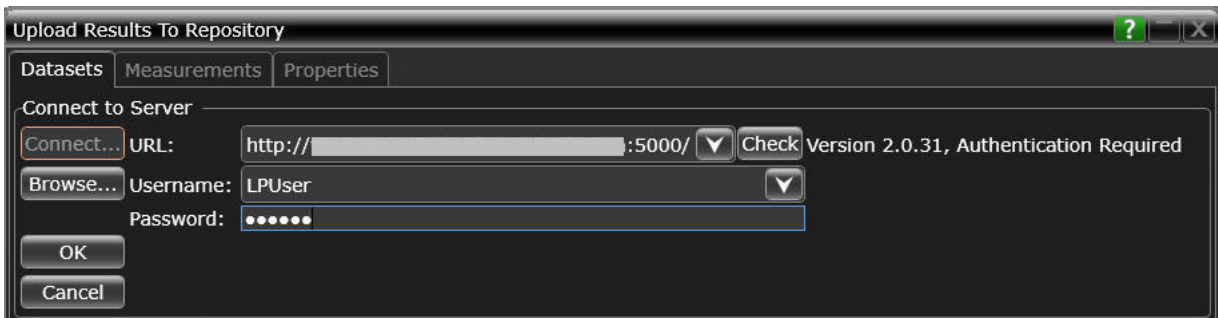 Upload Results To Repository ?
Datasets Measurements Properties
Connect to Server
Connect... URL: http:// :5000/ Check Version 2.0.31, Authentication Required
Browse... Username: LPUser
Password: ●●●●●●
OK
Cancel